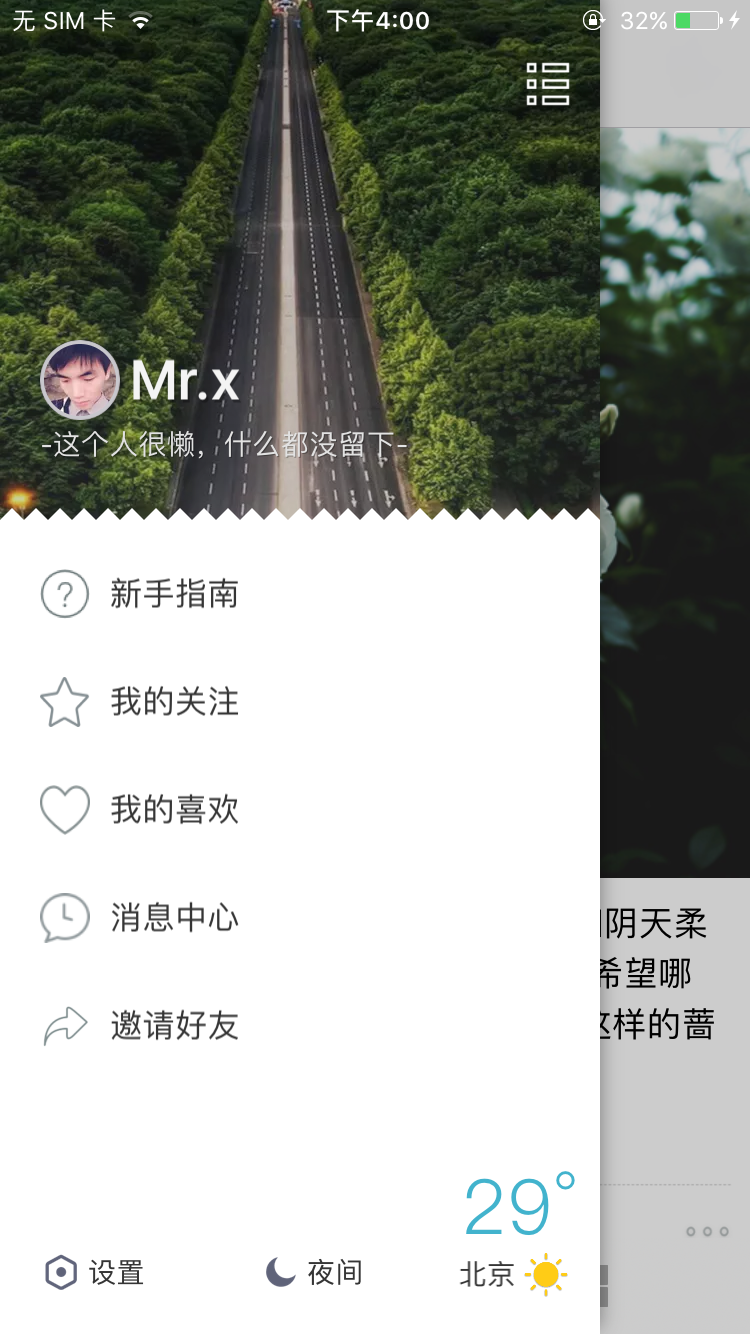 无 SIM 卡 下午4:00 32%
Mr.x
-这个人很懒，什么都没留下-
新手指南
我的关注
我的喜欢
消息中心
阴天柔
希望哪
这样的蔷
邀请好友
29°
设置 夜间 北京